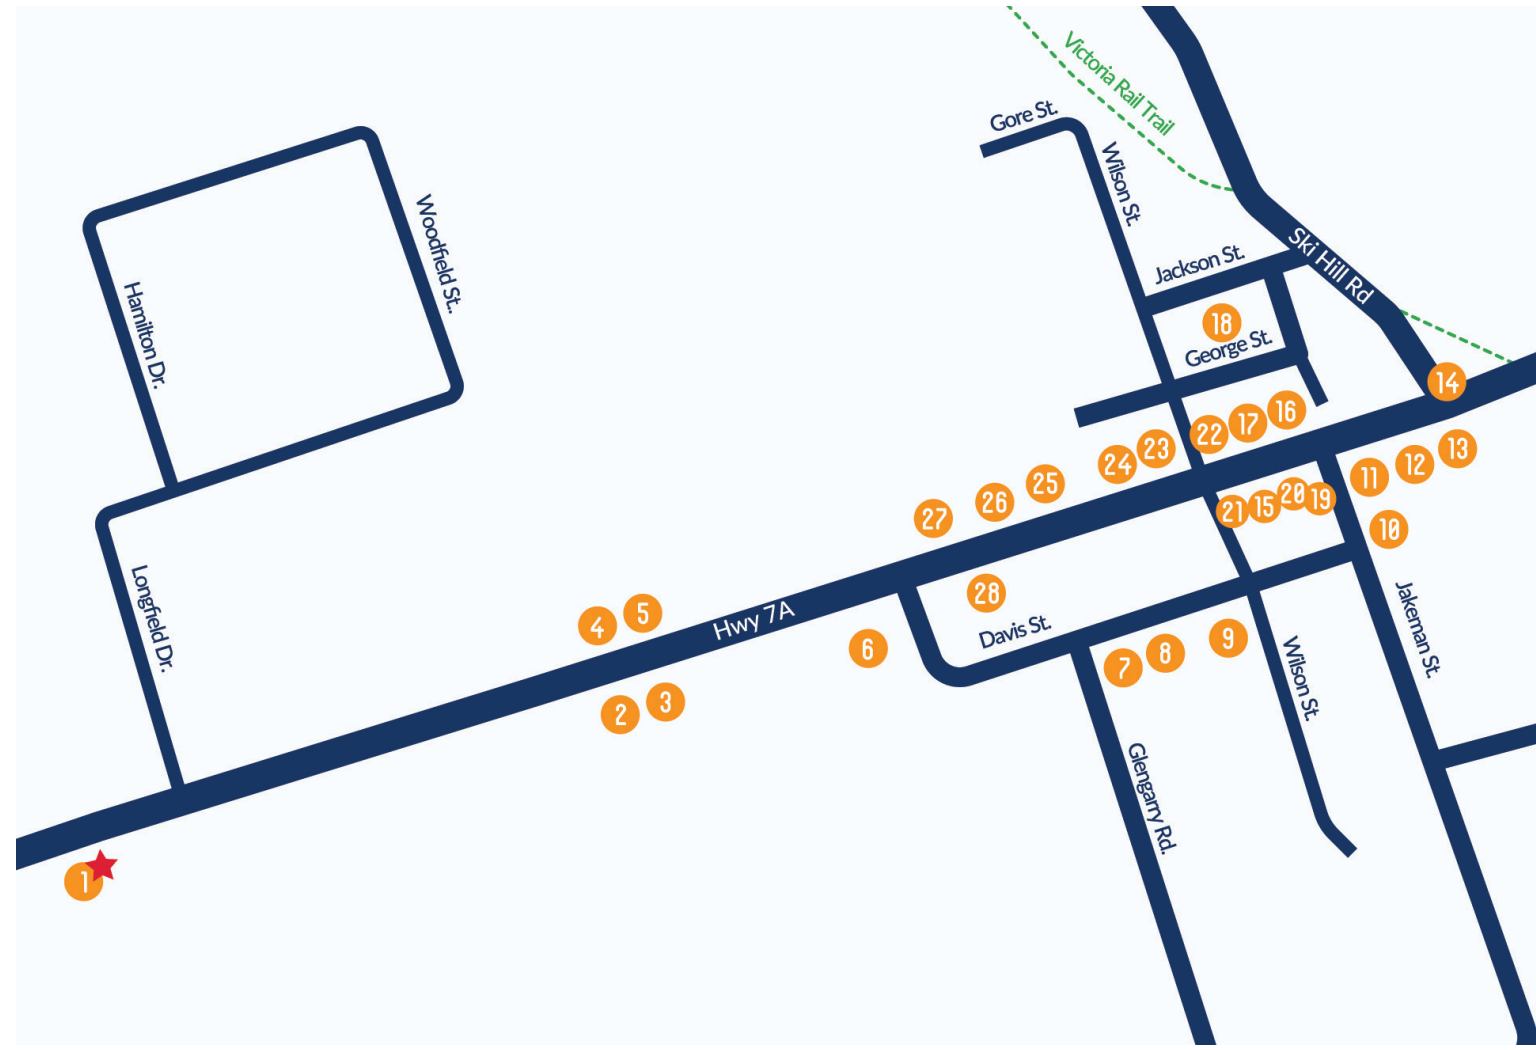 Victoria Rail Trail
Gore St.
Wilson St.
Ski Hill Rd
Jackson St.
Woodfield St..
Hamilton Dr.
18
George St.
14
16
17
22
23
24
13
12
11
25
26
27
20
19
15
21
10
Longfield Dr.
28
4
5
Hwy 7A
Davis St.
Jakeman St.
6
9
8
7
Wilson St.
3
2
Glengarry Rd.
1